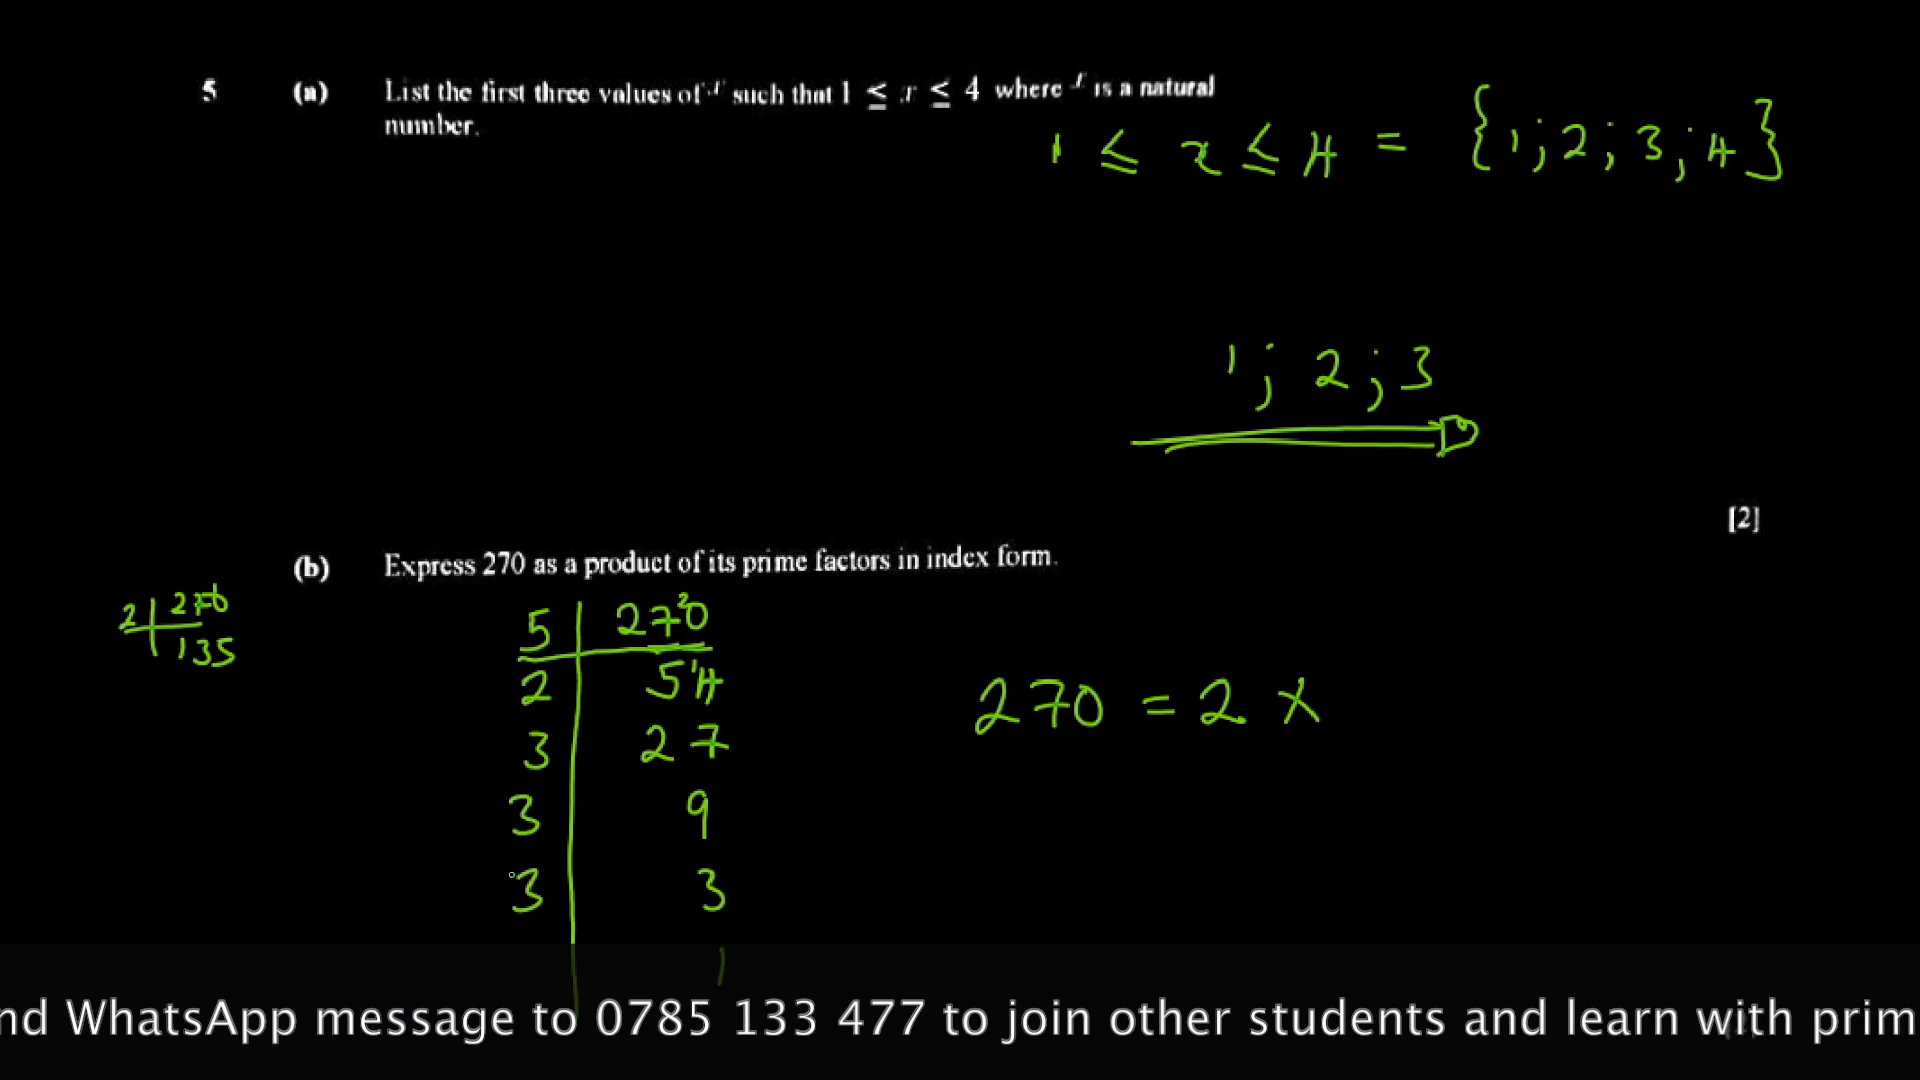 5 (a) List the first three values of x such that 1 ≤ x ≤ 4 where x is a natural
number.
1 ≤ x ≤ 4 = {1; 2; 3; 4}
1; 2; 3
[2]
(b) Express 270 as a product of its prime factors in index form.
2 | 270
135
5 | 270
2 | 54
3 | 27
3 | 9
3 | 3
1
270 = 2 ×
nd WhatsApp message to 0785 133 477 to join other students and learn with prim